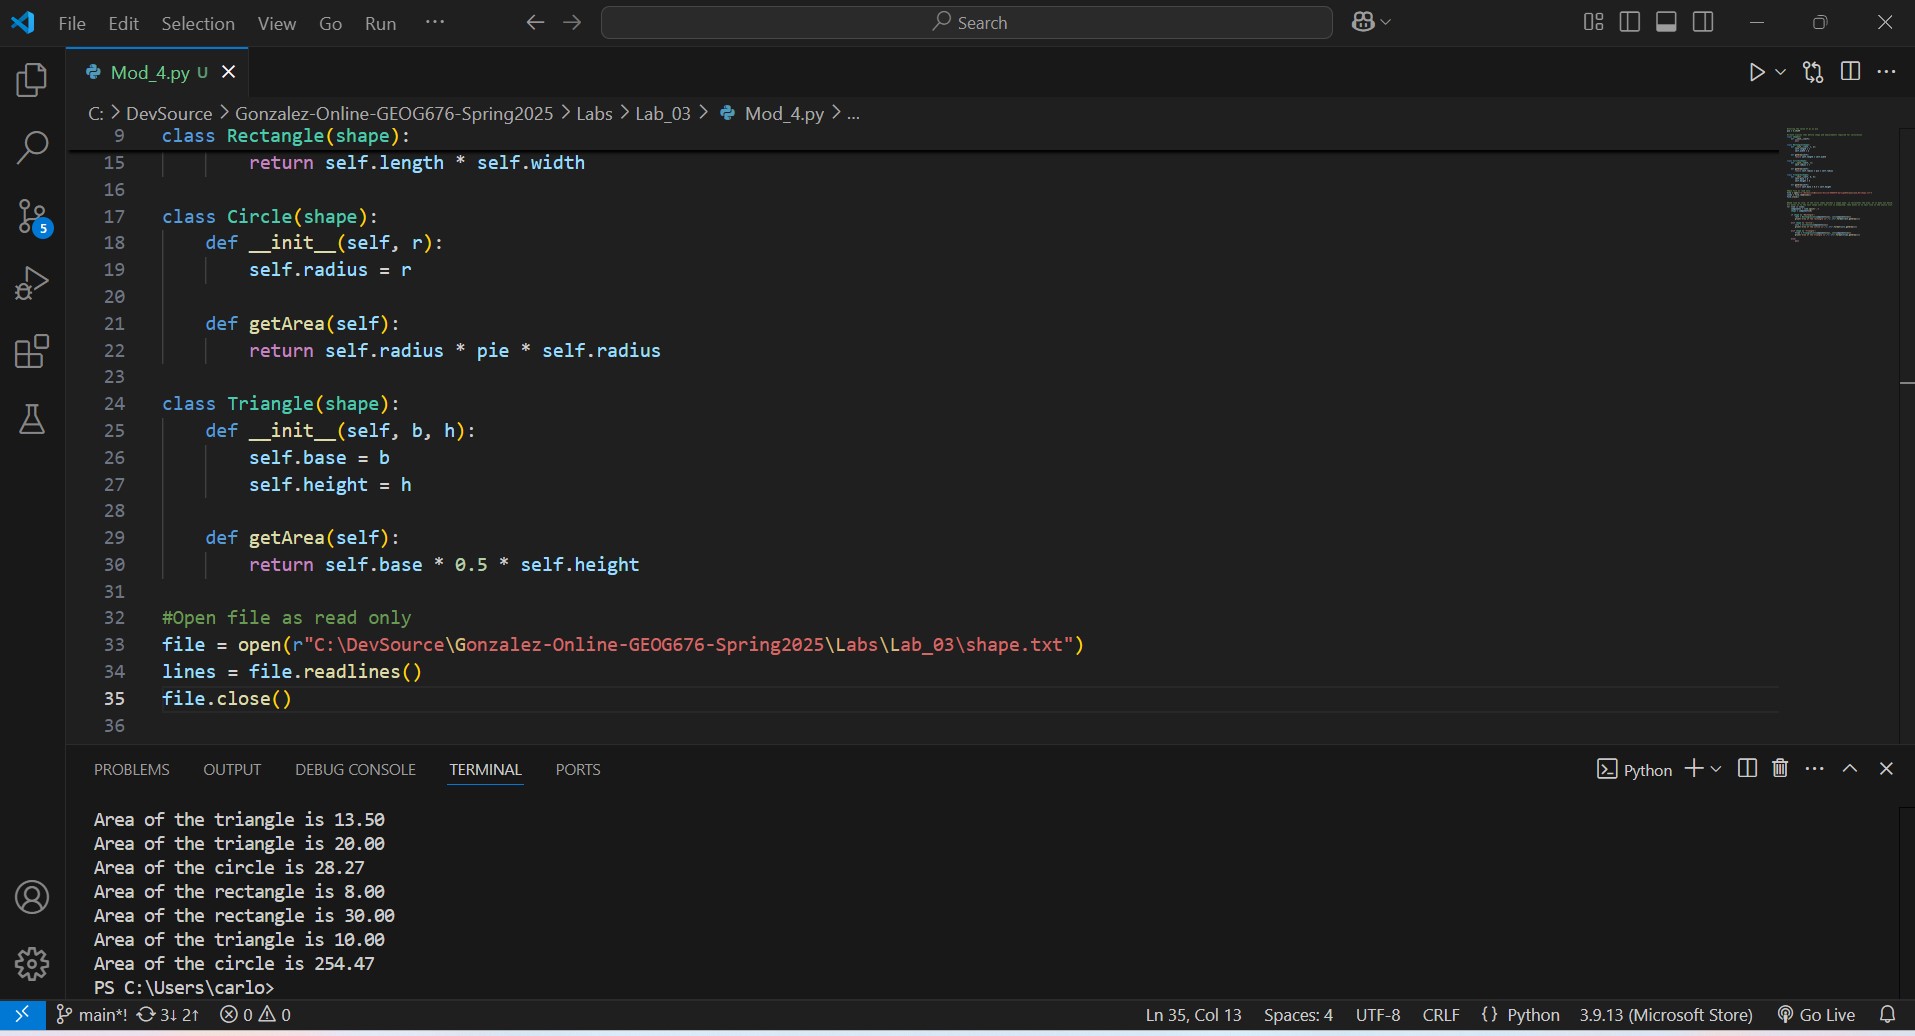 File Edit Selection View Go Run ··· Search
Mod_4.py U
C: > DevSource > Gonzalez-Online-GEOG676-Spring2025 > Labs > Lab_03 > Mod_4.py > ...
9 class Rectangle(shape):
15 return self.length * self.width
16
17 class Circle(shape):
18 def __init__(self, r):
19 self.radius = r
20
21 def getArea(self):
22 return self.radius * pie * self.radius
23
24 class Triangle(shape):
25 def __init__(self, b, h):
26 self.base = b
27 self.height = h
28
29 def getArea(self):
30 return self.base * 0.5 * self.height
31
32 #Open file as read only
33 file = open(r"C:\DevSource\Gonzalez-Online-GEOG676-Spring2025\Labs\Lab_03\shape.txt")
34 lines = file.readlines()
35 file.close()
36
5
PROBLEMS OUTPUT DEBUG CONSOLE TERMINAL PORTS Python
Area of the triangle is 13.50
Area of the triangle is 20.00
Area of the circle is 28.27
Area of the rectangle is 8.00
Area of the rectangle is 30.00
Area of the triangle is 10.00
Area of the circle is 254.47
PS C:\Users\carlo>
main*! 3↓ 2↑ 0 0 Ln 35, Col 13 Spaces: 4 UTF-8 CRLF {} Python 3.9.13 (Microsoft Store) Go Live